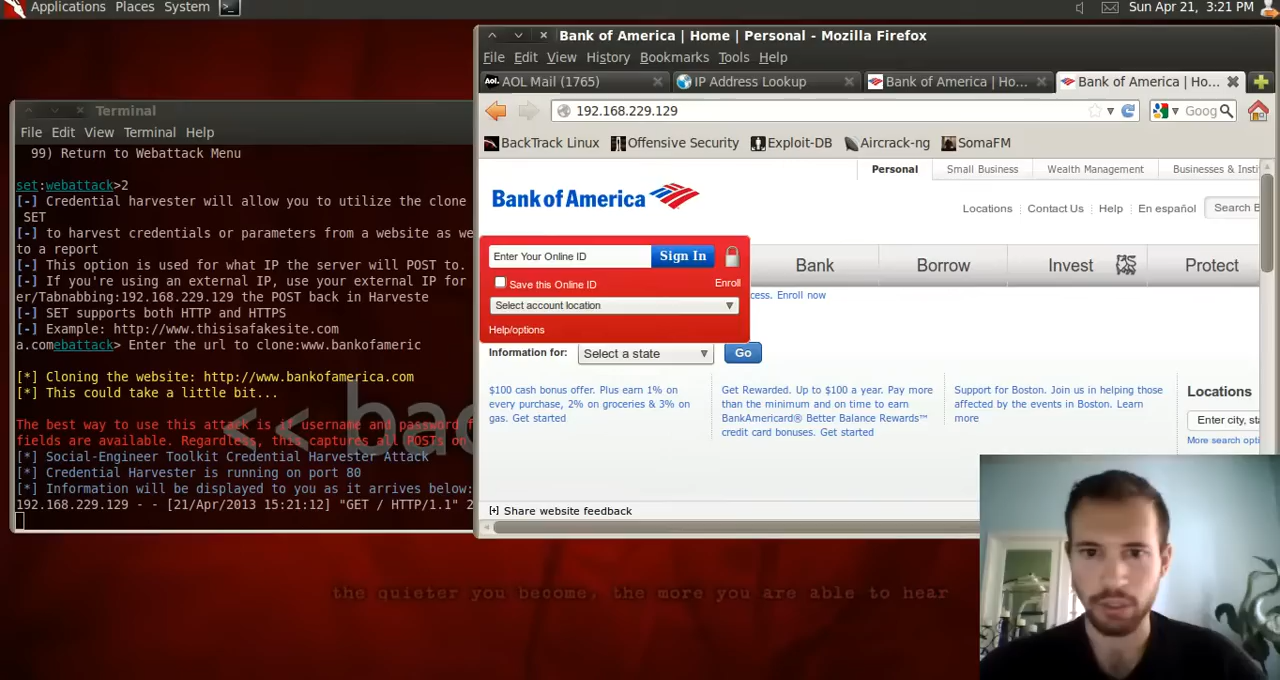 Applications Places System
Sun Apr 21, 3:21 PM
Terminal
File Edit View Terminal Help
99) Return to Webattack Menu
set:webattack>2
[-] Credential harvester will allow you to utilize the clone
SET
[-] to harvest credentials or parameters from a website as we
to a report
[-] This option is used for what IP the server will POST to.
[-] If you're using an external IP, use your external IP for
er/Tabnabbing:192.168.229.129 the POST back in Harveste
[-] SET supports both HTTP and HTTPS
[-] Example: http://www.thisisafakesite.com
a.comebattack> Enter the url to clone:www.bankofameric
[*] Cloning the website: http://www.bankofamerica.com
[*] This could take a little bit...
The best way to use this attack is if username and password f
fields are available. Regardless, this captures all POSTs on
[*] Social-Engineer Toolkit Credential Harvester Attack
[*] Credential Harvester is running on port 80
[*] Information will be displayed to you as it arrives below:
192.168.229.129 - - [21/Apr/2013 15:21:12] "GET / HTTP/1.1" 2
Bank of America | Home | Personal - Mozilla Firefox
File Edit View History Bookmarks Tools Help
AOL Mail (1765)
IP Address Lookup
Bank of America | Ho...
Bank of America | Ho...
192.168.229.129
Goog
BackTrack Linux Offensive Security Exploit-DB Aircrack-ng SomaFM
Personal Small Business Wealth Management Businesses & Insti
Bank of America
Locations Contact Us Help En español Search B
Enter Your Online ID Sign In
Save this Online ID Enroll
Select account location
Help/options
Bank Borrow Invest Protect
cess. Enroll now
Information for: Select a state Go
$100 cash bonus offer. Plus earn 1% on
every purchase, 2% on groceries & 3% on
gas. Get started
Get Rewarded. Up to $100 a year. Pay more
than the minimum and on time to earn
BankAmericard® Better Balance Rewards™
credit card bonuses. Get started
Support for Boston. Join us in helping those
affected by the events in Boston. Learn
more
Locations
Enter city, st
More search opti
[+] Share website feedback
<< bac
the quieter you become, the more you are able to hear